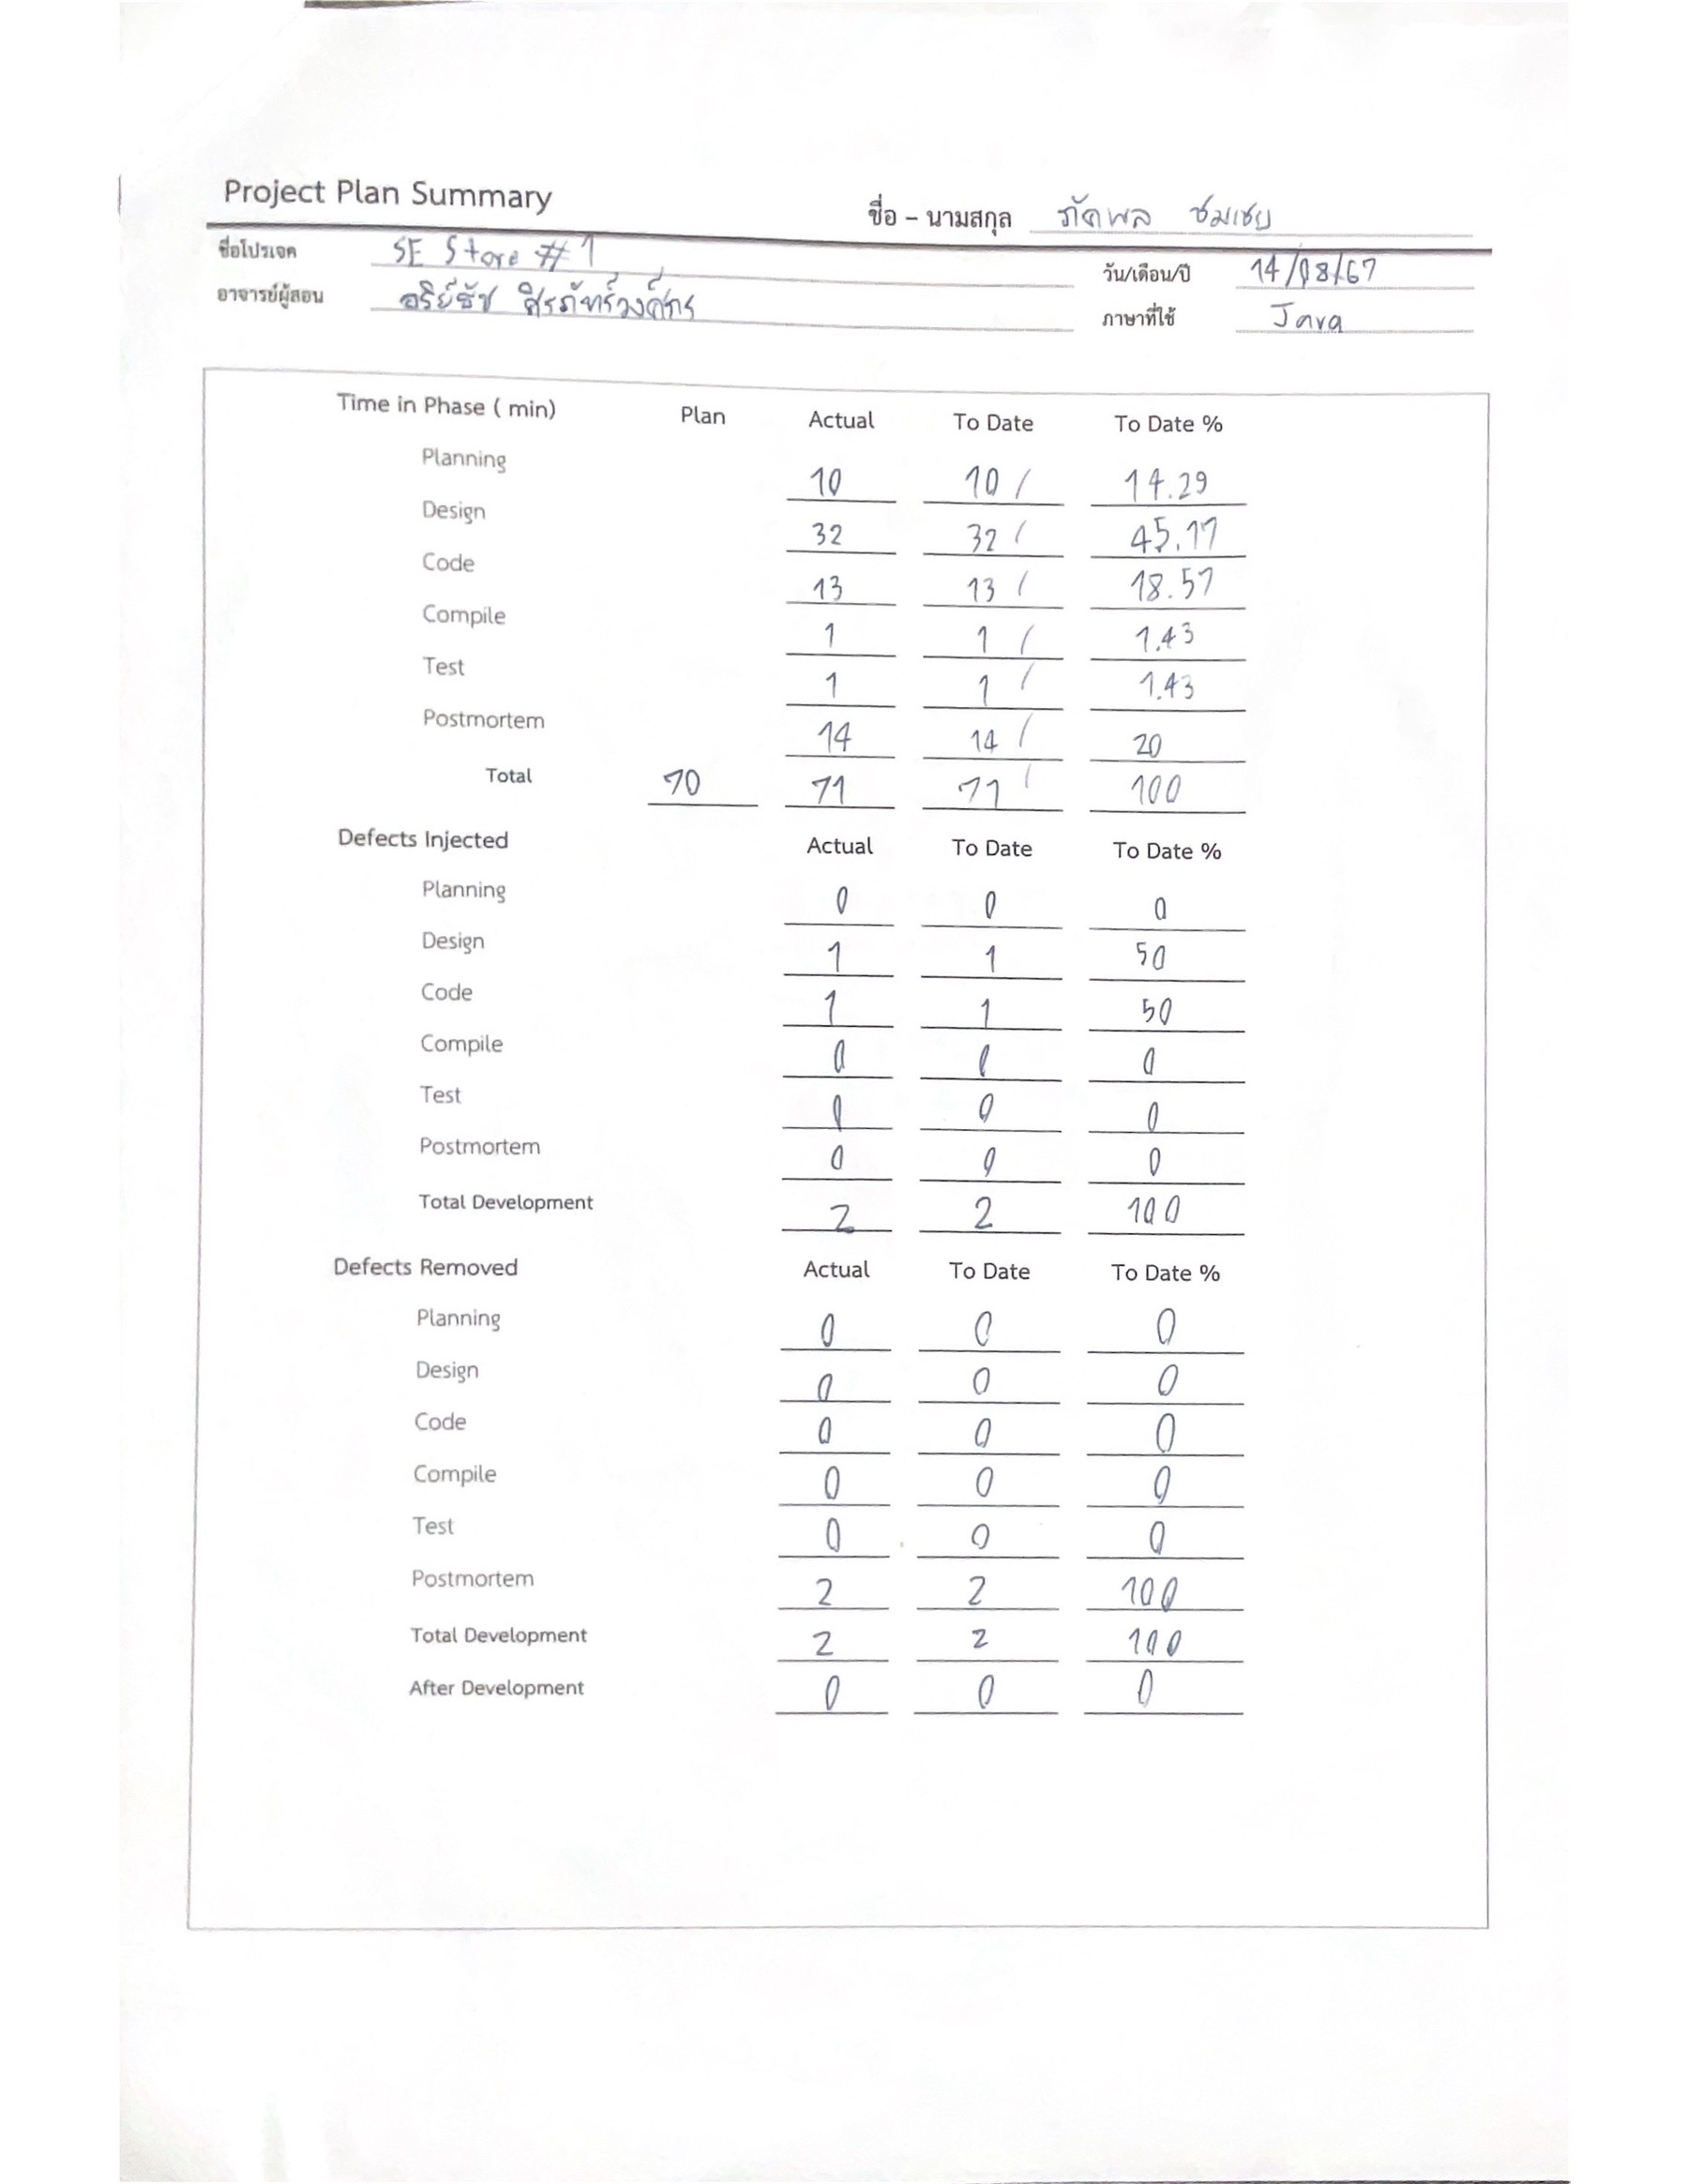 Project Plan Summary
ชื่อ – นามสกุล ภัคพล ชมเชย
ชื่อโปรเจค SE Store #1
วัน/เดือน/ปี 14/08/67
อาจารย์ผู้สอน อริย์ธัช ศิรภัทร์วงศ์กร
ภาษาที่ใช้ Java
Time in Phase ( min) Plan Actual To Date To Date %
Planning 10 10 / 14.29
Design 32 32 / 45.71
Code 13 13 / 18.57
Compile 1 1 / 1.43
Test 1 1 / 1.43
Postmortem 14 14 / 20
Total 70 71 71 / 100
Defects Injected Actual To Date To Date %
Planning 0 0 0
Design 1 1 50
Code 1 1 50
Compile 0 0 0
Test 0 0 0
Postmortem 0 0 0
Total Development 2 2 100
Defects Removed Actual To Date To Date %
Planning 0 0 0
Design 0 0 0
Code 0 0 0
Compile 0 0 0
Test 0 0 0
Postmortem 2 2 100
Total Development 2 2 100
After Development 0 0 0